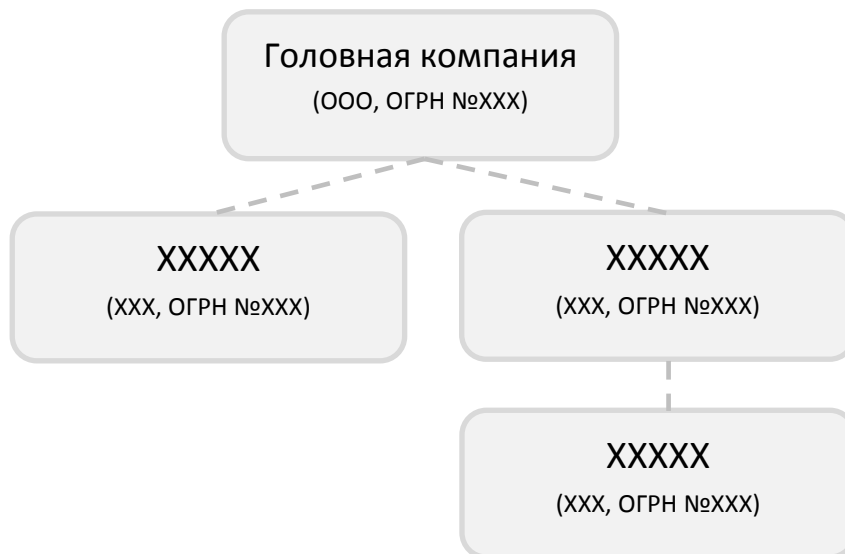 Головная компания
(ООО, ОГРН №XXX)
XXXXX
(XXX, ОГРН №XXX)
XXXXX
(XXX, ОГРН №XXX)
XXXXX
(XXX, ОГРН №XXX)